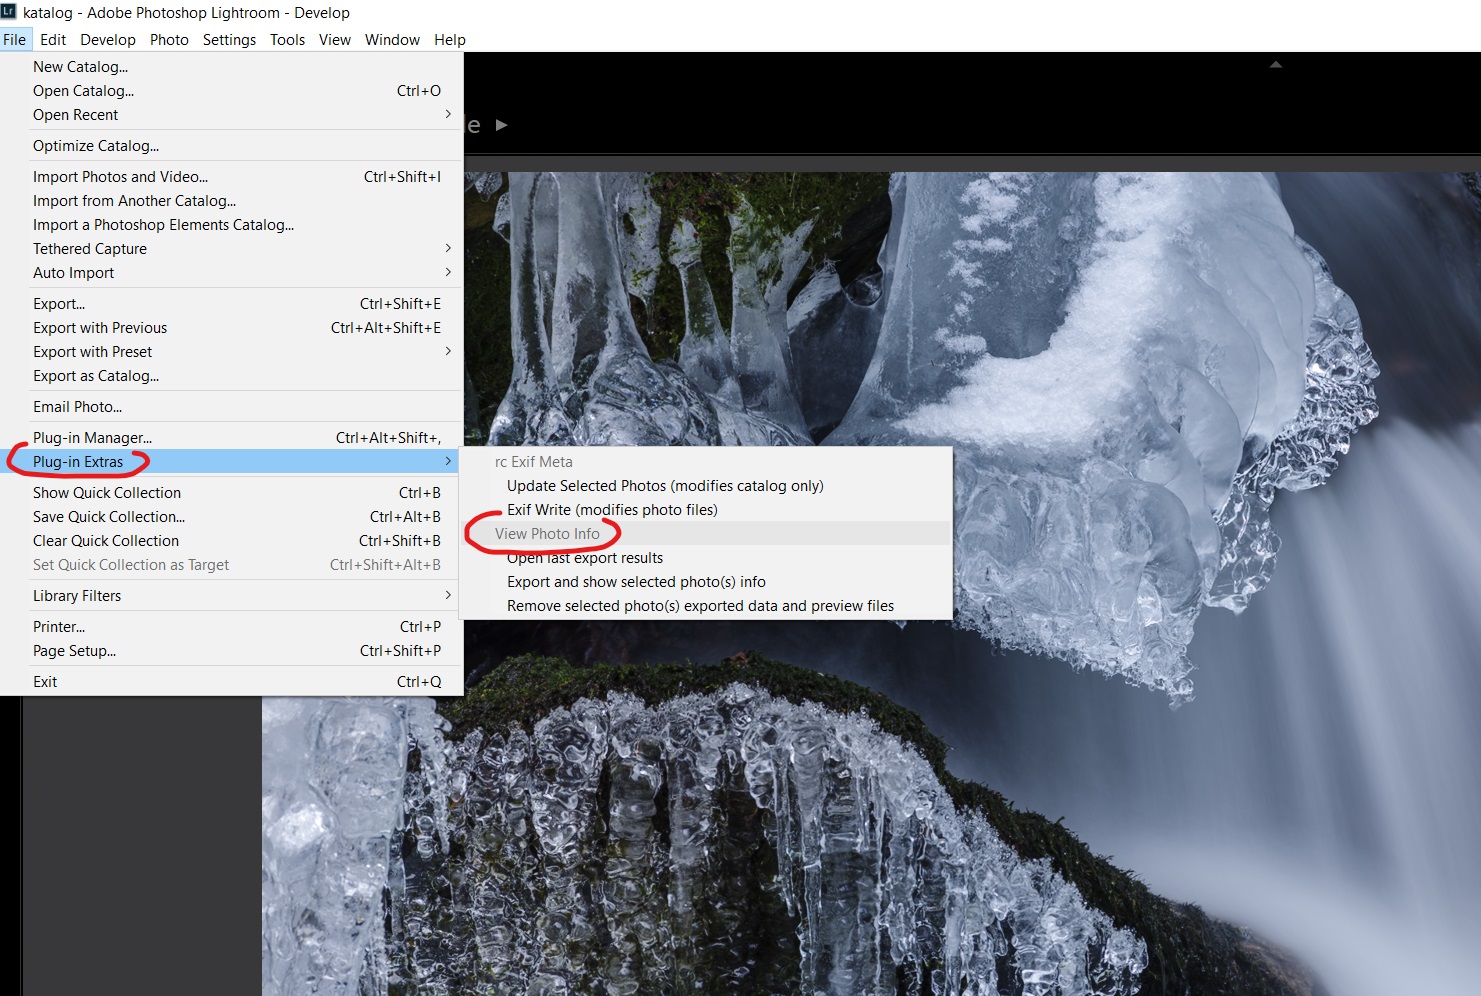 Lr katalog - Adobe Photoshop Lightroom - Develop
File Edit Develop Photo Settings Tools View Window Help
New Catalog...
Open Catalog... Ctrl+O
Open Recent >
le ▶
Optimize Catalog...
Import Photos and Video... Ctrl+Shift+I
Import from Another Catalog...
Import a Photoshop Elements Catalog...
Tethered Capture >
Auto Import >
Export... Ctrl+Shift+E
Export with Previous Ctrl+Alt+Shift+E
Export with Preset >
Export as Catalog...
Email Photo...
Plug-in Manager... Ctrl+Alt+Shift+,
Plug-in Extras >
rc Exif Meta
Update Selected Photos (modifies catalog only)
Exif Write (modifies photo files)
View Photo Info
Open last export results
Export and show selected photo(s) info
Remove selected photo(s) exported data and preview files
Show Quick Collection Ctrl+B
Save Quick Collection... Ctrl+Alt+B
Clear Quick Collection Ctrl+Shift+B
Set Quick Collection as Target Ctrl+Shift+Alt+B
Library Filters >
Printer... Ctrl+P
Page Setup... Ctrl+Shift+P
Exit Ctrl+Q